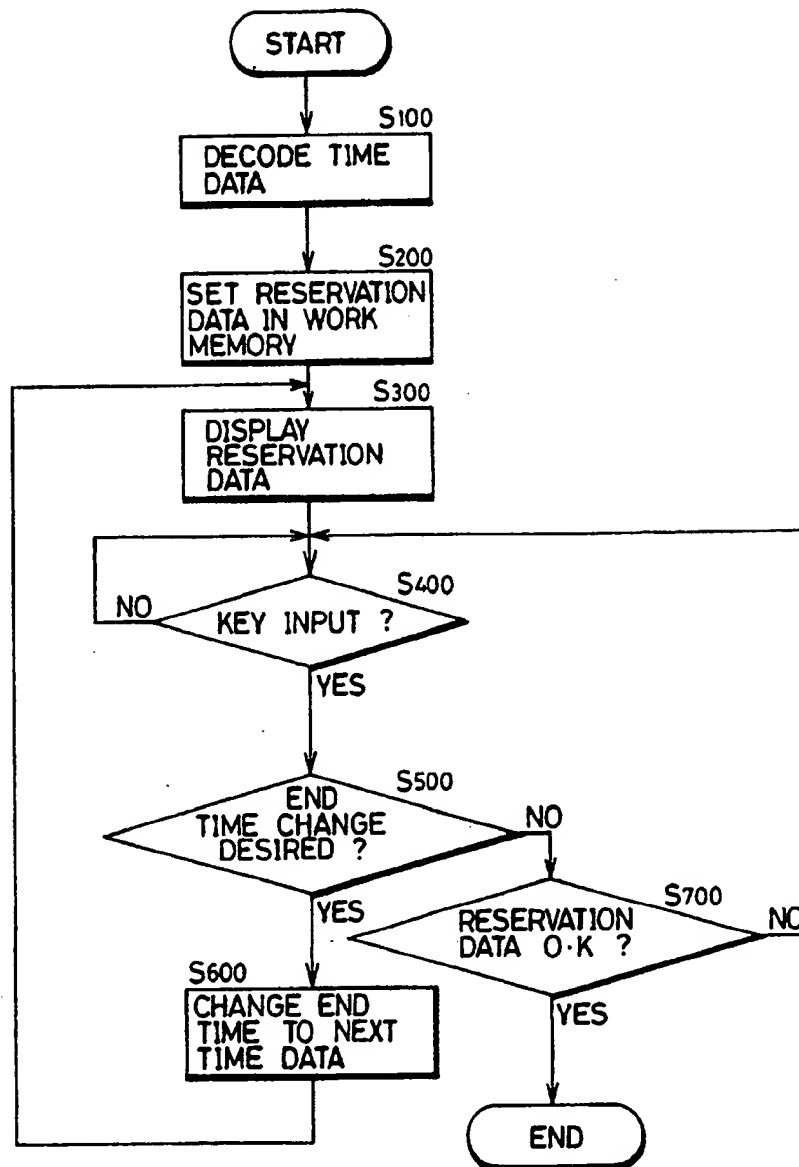 START
S100
DECODE TIME
DATA
S200
SET RESERVATION
DATA IN WORK
MEMORY
S300
DISPLAY
RESERVATION
DATA
S400
NO
KEY INPUT ?
YES
S500
END
TIME CHANGE
DESIRED ?
NO
YES
S700
RESERVATION
DATA O·K ?
NO
YES
S600
CHANGE END
TIME TO NEXT
TIME DATA
END